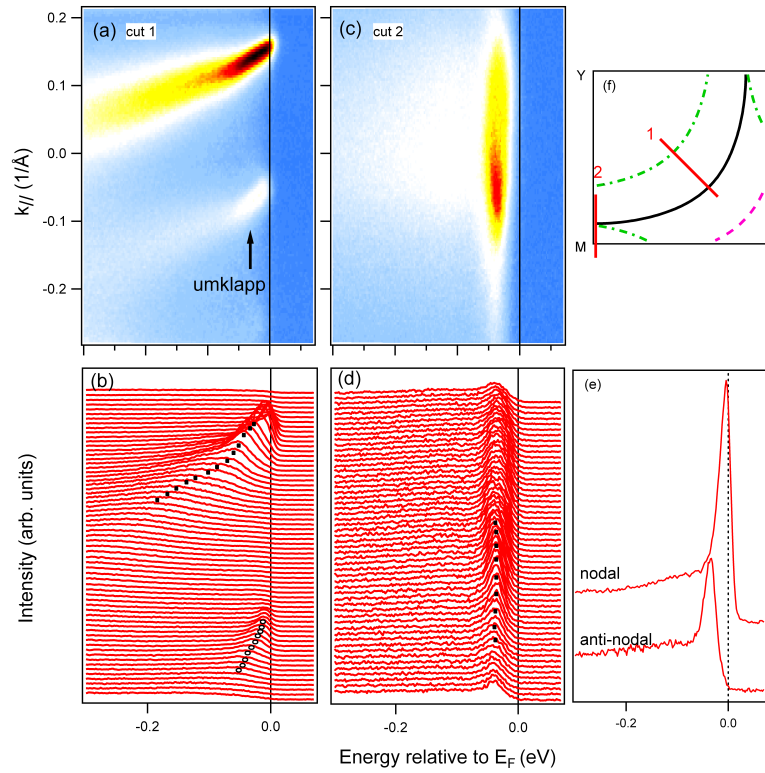 (a) cut 1
(c) cut 2
0.2
0.1
0.0
-0.1
-0.2
k// (1/Å)
umklapp
(f)
Y
M
1
2
(b)
(d)
(e)
nodal
anti-nodal
Intensity (arb. units)
-0.2 0.0
-0.2 0.0
-0.2 0.0
Energy relative to E_F (eV)